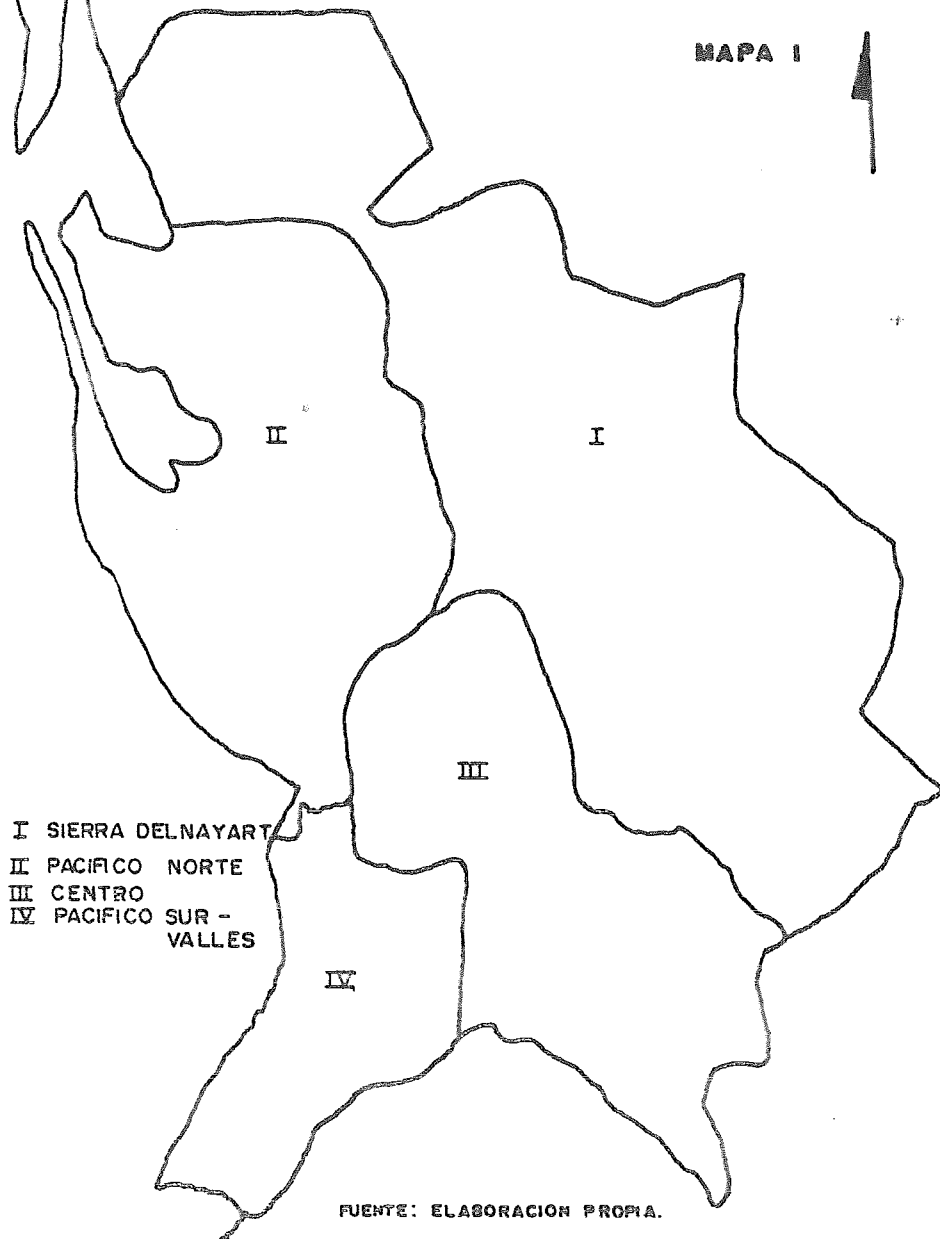 MAPA I
II
I
III
I SIERRA DELNAYART
II PACIFICO NORTE
III CENTRO
IV PACIFICO SUR -
VALLES
IV
FUENTE: ELABORACION PROPIA.